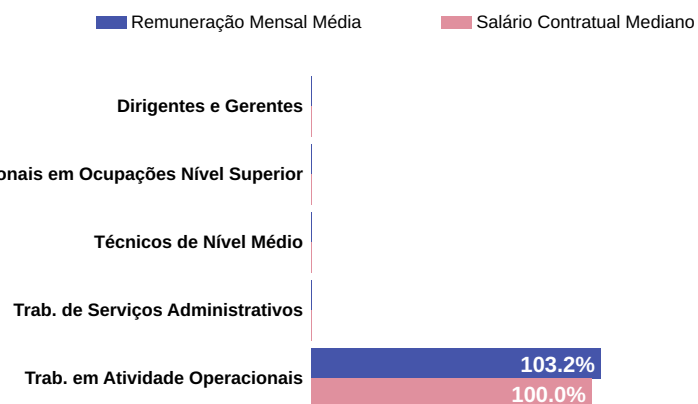 Remuneração Mensal Média
Salário Contratual Mediano
Dirigentes e Gerentes
em Ocupações Nível Superior
Técnicos de Nível Médio
Trab. de Serviços Administrativos
Trab. em Atividade Operacionais
103.2%
100.0%